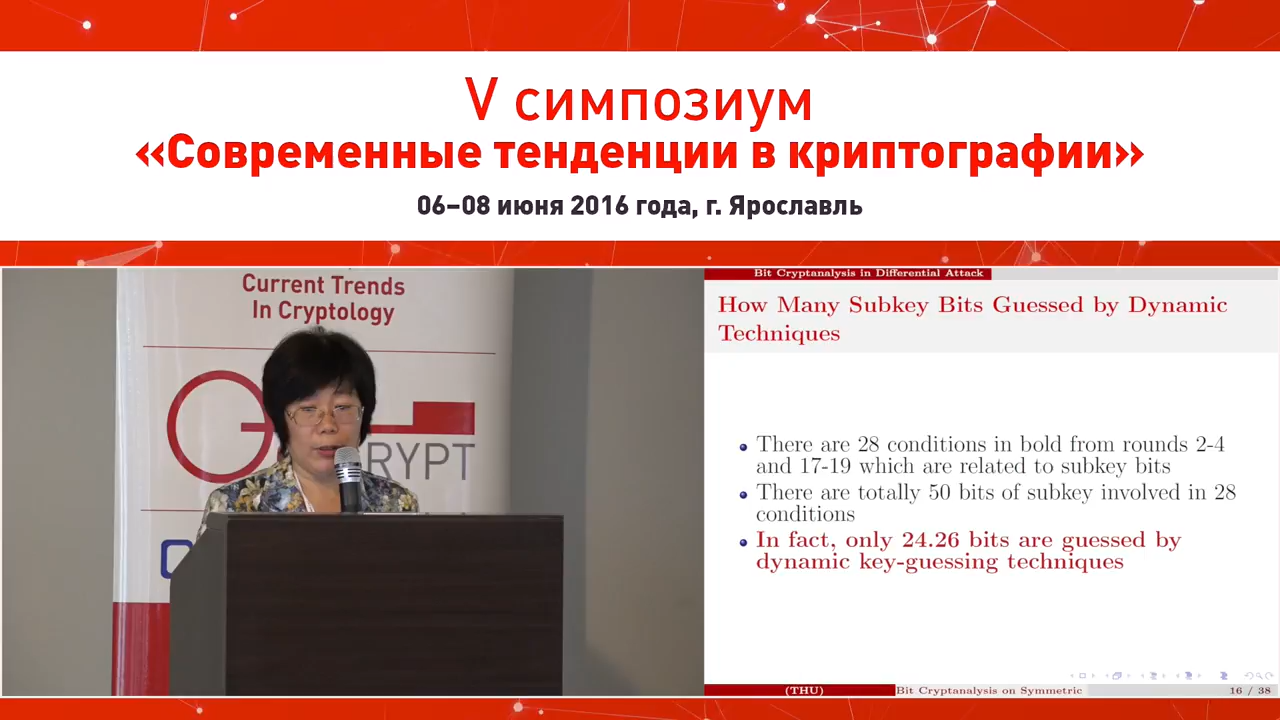 V симпозиум
«Современные тенденции в криптографии»
06–08 июня 2016 года, г. Ярославль
Current Trends
In Cryptology
RYPT
Bit Cryptanalysis in Differential Attack
How Many Subkey Bits Guessed by Dynamic
Techniques
There are 28 conditions in bold from rounds 2-4
and 17-19 which are related to subkey bits
There are totally 50 bits of subkey involved in 28
conditions
In fact, only 24.26 bits are guessed by
dynamic key-guessing techniques
(THU)
Bit Cryptanalysis on Symmetric
16 / 38